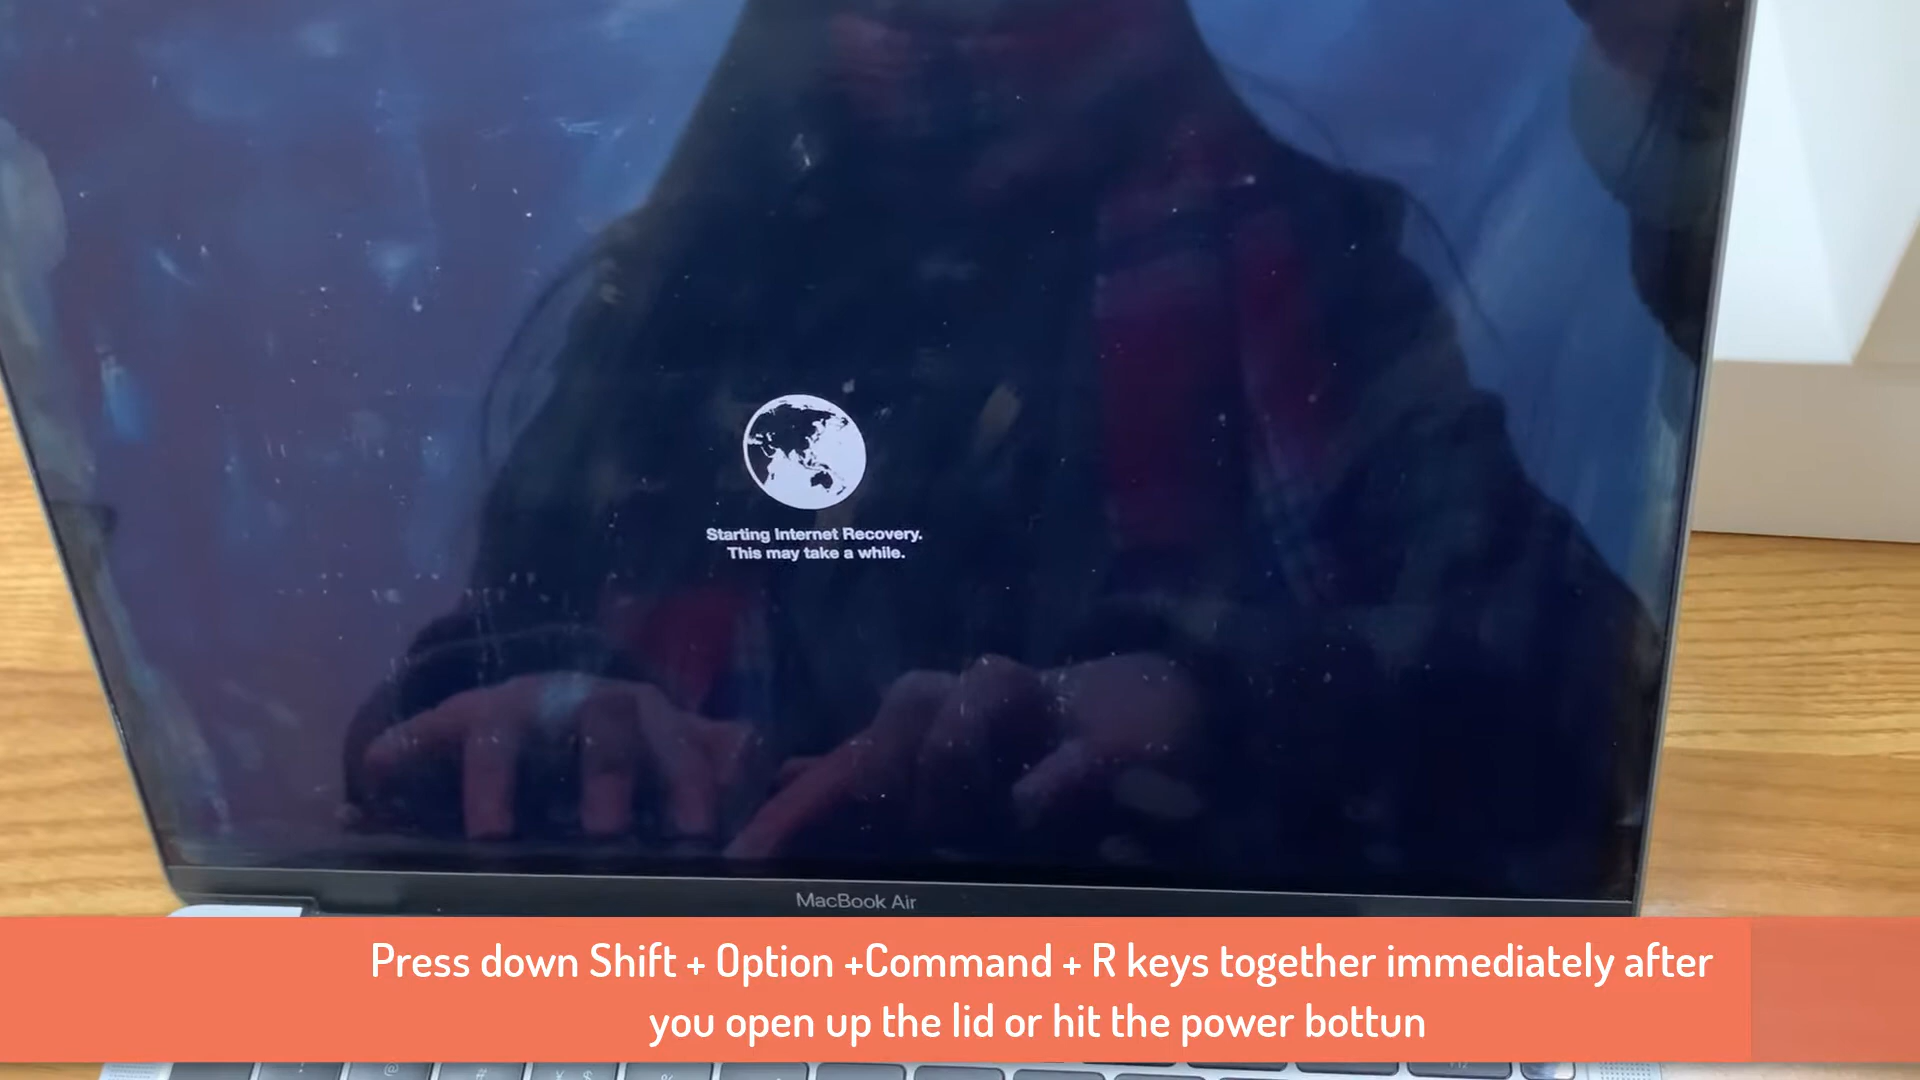 Starting Internet Recovery.
This may take a while.
MacBook Air
Press down Shift + Option +Command + R keys together immediately after
you open up the lid or hit the power bottun